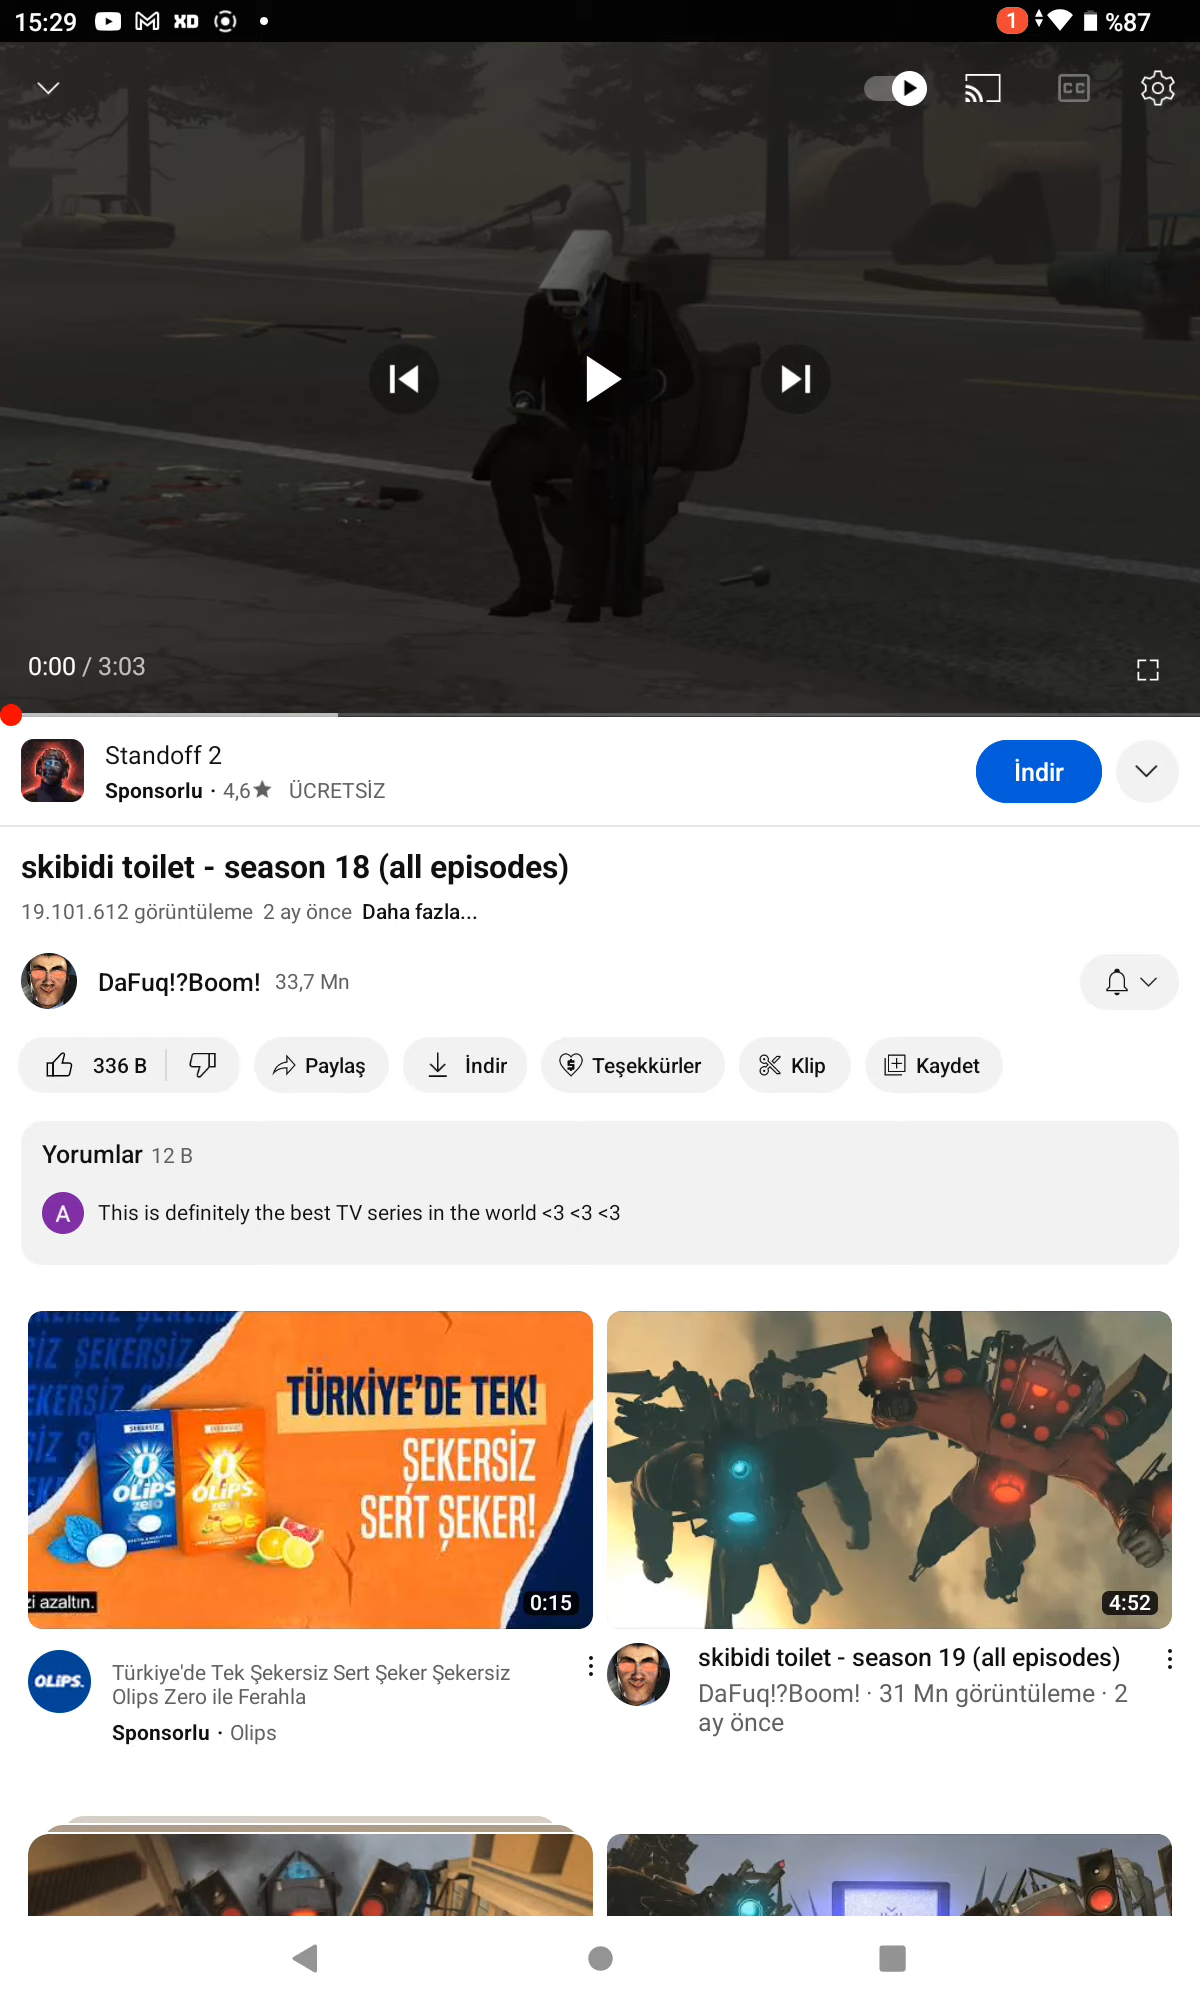 15:29
XD
1
%87
CC
0:00 / 3:03
Standoff 2
Sponsorlu · 4,6★ ÜCRETSİZ
İndir
skibidi toilet - season 18 (all episodes)
19.101.612 görüntüleme 2 ay önce Daha fazla...
DaFuq!?Boom! 33,7 Mn
336 B
Paylaş
İndir
Teşekkürler
Klip
Kaydet
Yorumlar 12 B
A
This is definitely the best TV series in the world <3 <3 <3
TÜRKİYE'DE TEK!
ŞEKERSİZ
SERT ŞEKER!
OLiPS
zero
OLiPS
zero
zi azaltın.
0:15
4:52
OLiPS.
Türkiye'de Tek Şekersiz Sert Şeker Şekersiz
Olips Zero ile Ferahla
Sponsorlu · Olips
skibidi toilet - season 19 (all episodes)
DaFuq!?Boom! · 31 Mn görüntüleme · 2
ay önce